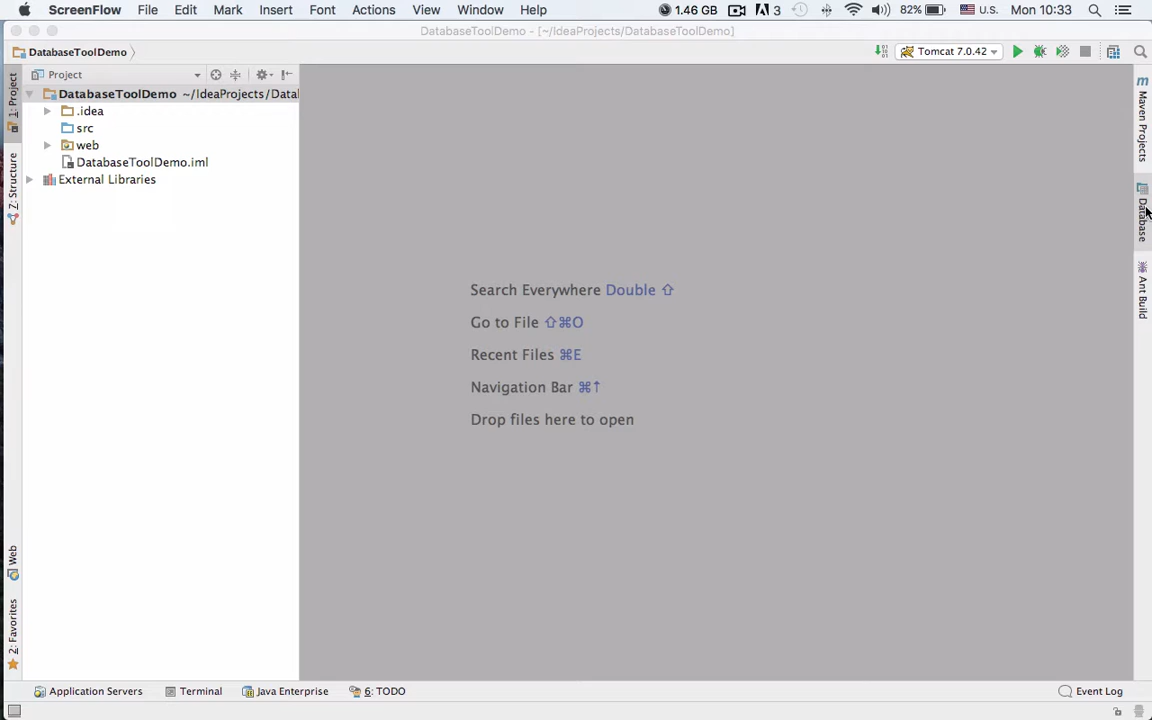 ScreenFlow File Edit Mark Insert Font Actions View Window Help 1.46 GB 3 82% U.S. Mon 10:33
DatabaseToolDemo - [~/IdeaProjects/DatabaseToolDemo]
DatabaseToolDemo Tomcat 7.0.42
Project
DatabaseToolDemo ~/IdeaProjects/Datal
.idea
src
web
DatabaseToolDemo.iml
External Libraries
1: Project
Z: Structure
Web
2: Favorites
Search Everywhere Double ⇧
Go to File ⇧⌘O
Recent Files ⌘E
Navigation Bar ⌘↑
Drop files here to open
Maven Projects
Database
Ant Build
Application Servers Terminal Java Enterprise 6: TODO Event Log